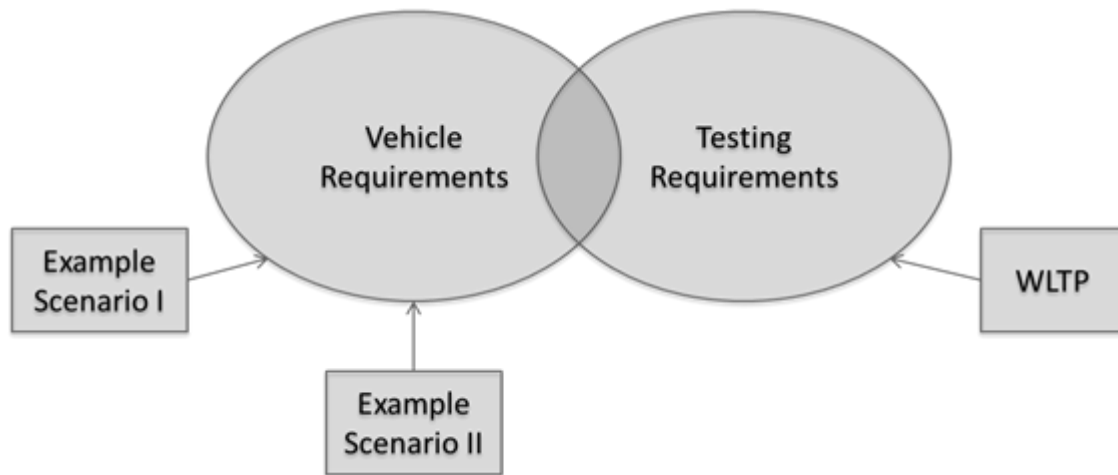 Vehicle
Requirements
Testing
Requirements
Example
Scenario I
WLTP
Example
Scenario II